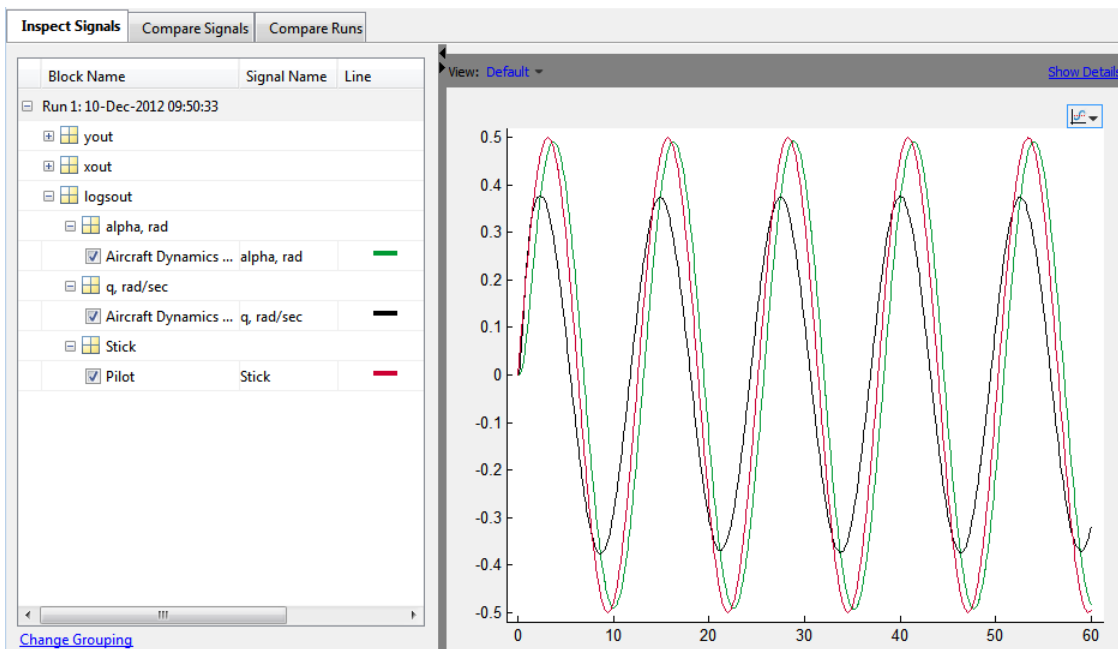 Inspect Signals Compare Signals Compare Runs
Block Name Signal Name Line
Run 1: 10-Dec-2012 09:50:33
yout
xout
logsout
alpha, rad
Aircraft Dynamics ... alpha, rad
q, rad/sec
Aircraft Dynamics ... q, rad/sec
Stick
Pilot Stick
Change Grouping
View: Default Show Details
0.5
0.4
0.3
0.2
0.1
0
-0.1
-0.2
-0.3
-0.4
-0.5
0 10 20 30 40 50 60